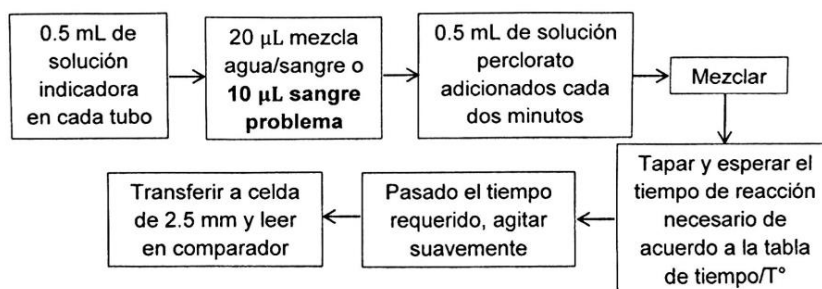 0.5 mL de
solución
indicadora
en cada tubo
20 µL mezcla
agua/sangre o
10 µL sangre
problema
0.5 mL de solución
perclorato
adicionados cada
dos minutos
Mezclar
Tapar y esperar el
tiempo de reacción
necesario de
acuerdo a la tabla
de tiempo/T°
Pasado el tiempo
requerido, agitar
suavemente
Transferir a celda
de 2.5 mm y leer
en comparador